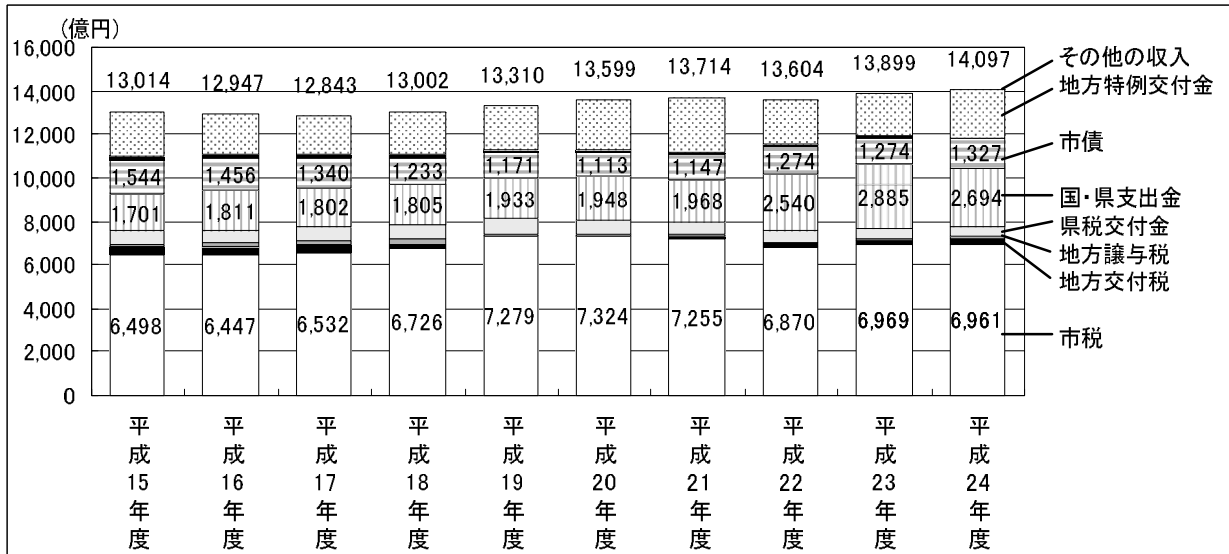 (億円)
16,000
14,000
12,000
10,000
8,000
6,000
4,000
2,000
0
13,014 12,947 12,843 13,002 13,310 13,599 13,714 13,604 13,899 14,097
1,544 1,456 1,340 1,233 1,171 1,113 1,147 1,274 1,274 1,327
1,701 1,811 1,802 1,805 1,933 1,948 1,968 2,540 2,885 2,694
6,498 6,447 6,532 6,726 7,279 7,324 7,255 6,870 6,969 6,961
その他の収入
地方特例交付金
市債
国・県支出金
県税交付金
地方譲与税
地方交付税
市税
平成15年度
平成16年度
平成17年度
平成18年度
平成19年度
平成20年度
平成21年度
平成22年度
平成23年度
平成24年度